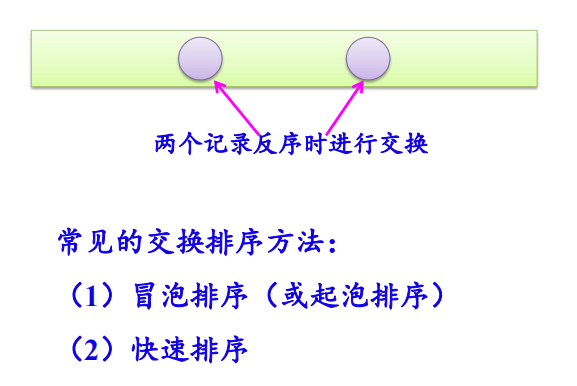 两个记录反序时进行交换
常见的交换排序方法：
（1）冒泡排序（或起泡排序）
（2）快速排序